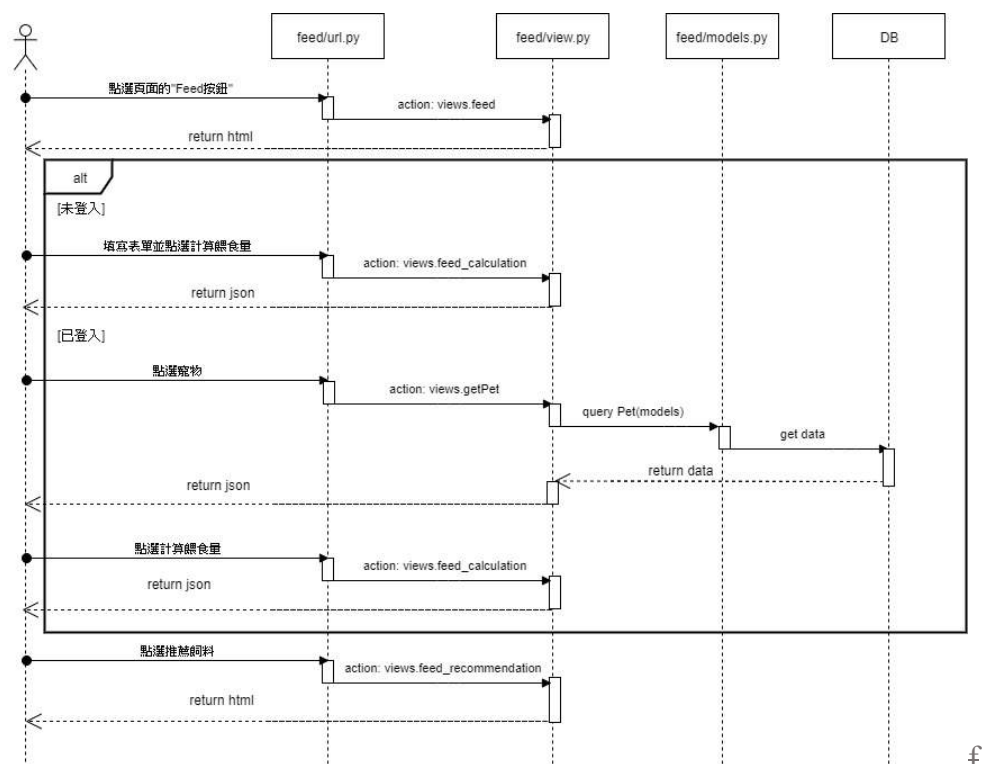 feed/url.py
feed/view.py
feed/models.py
DB
點選頁面的"Feed按鈕"
action: views.feed
return html
alt
[未登入]
填寫表單並點選計算餵食量
action: views.feed_calculation
return json
[已登入]
點選寵物
action: views.getPet
query Pet(models)
get data
return data
return json
點選計算餵食量
action: views.feed_calculation
return json
點選推薦飼料
action: views.feed_recommendation
return html